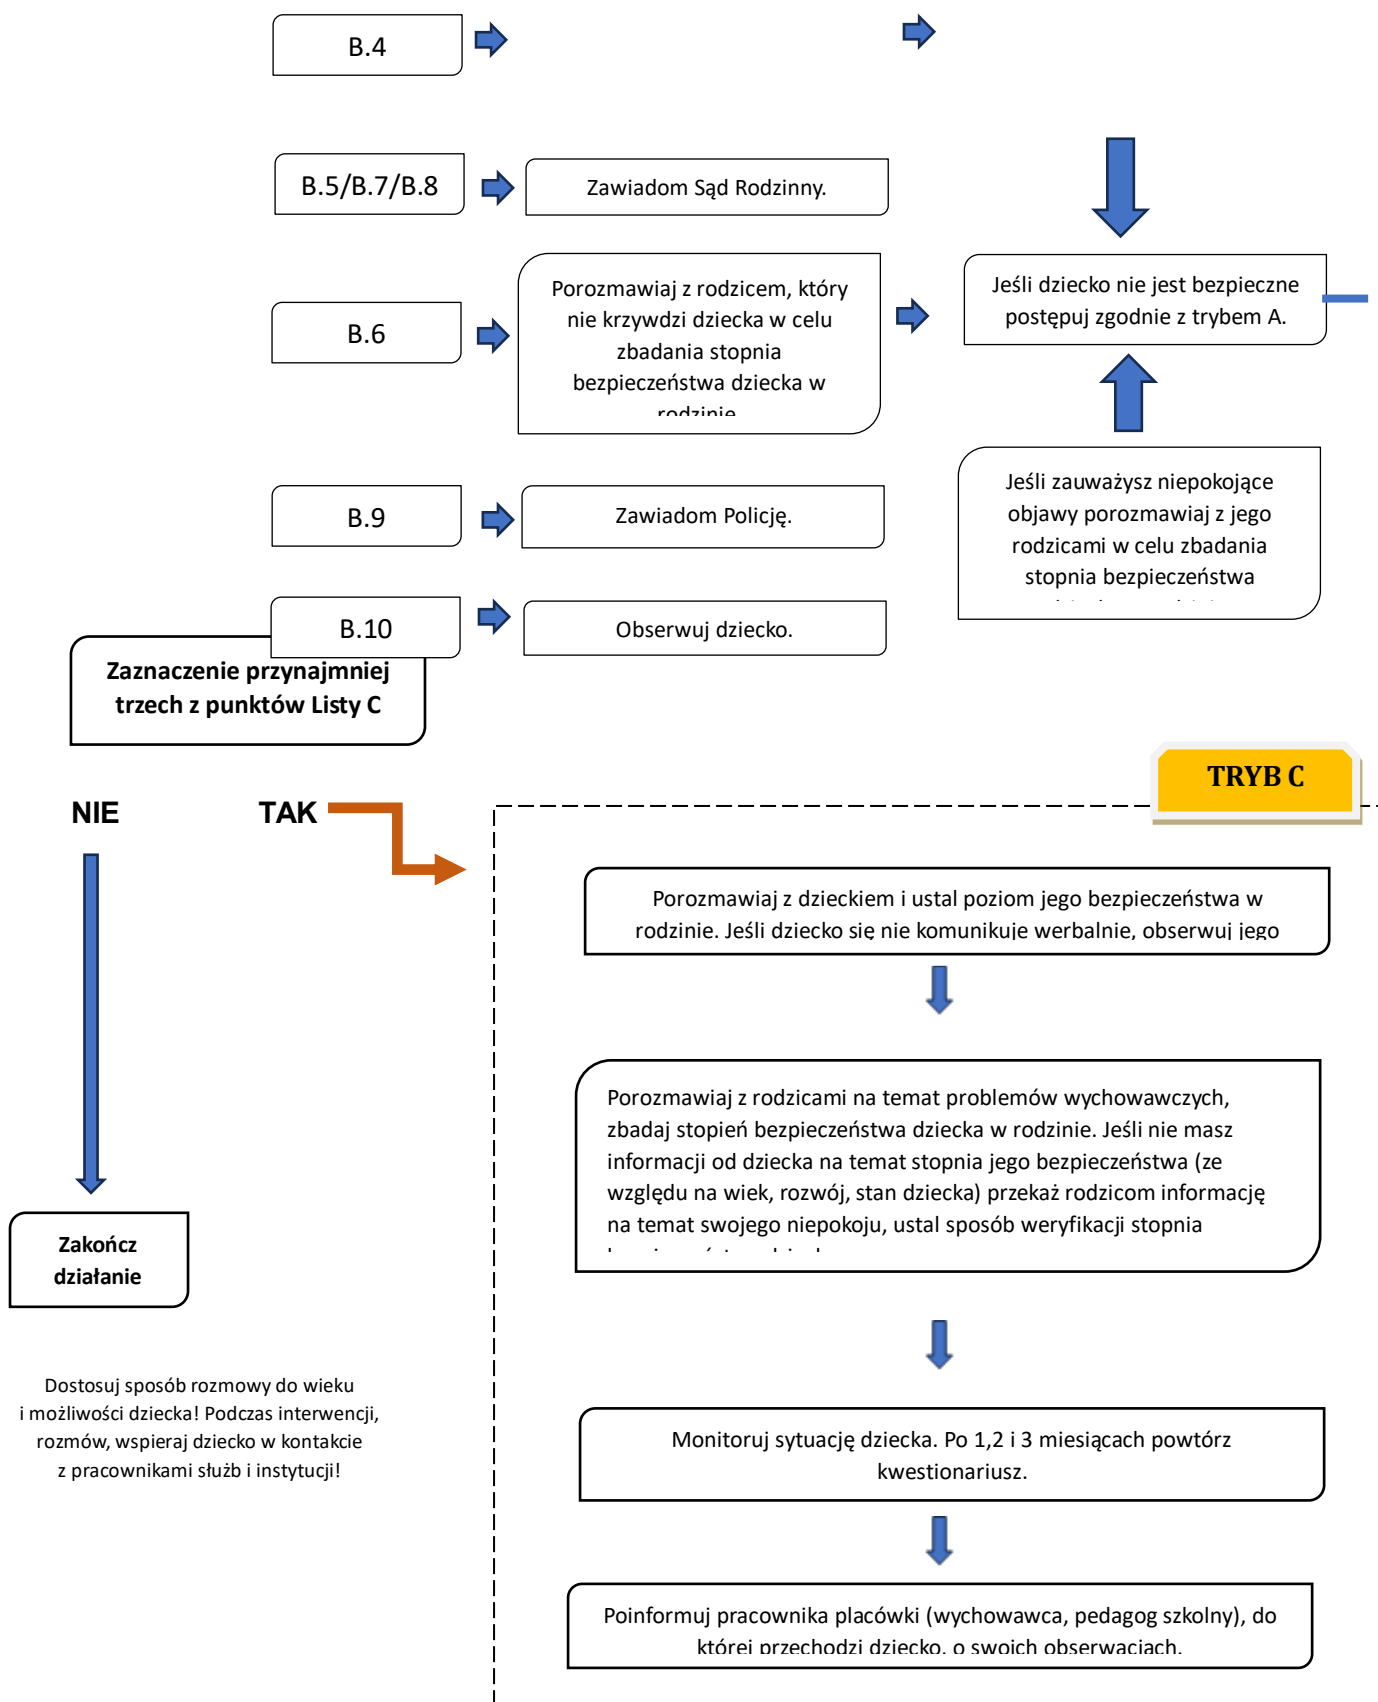 B.4
B.5/B.7/B.8
Zawiadom Sąd Rodzinny.
B.6
Porozmawiaj z rodzicem, który
nie krzywdzi dziecka w celu
zbadania stopnia
bezpieczeństwa dziecka w
rodzinie.
Jeśli dziecko nie jest bezpieczne
postępuj zgodnie z trybem A.
Jeśli zauważysz niepokojące
objawy porozmawiaj z jego
rodzicami w celu zbadania
stopnia bezpieczeństwa
B.9
Zawiadom Policję.
B.10
Obserwuj dziecko.
Zaznaczenie przynajmniej
trzech z punktów Listy C
NIE
TAK
TRYB C
Porozmawiaj z dzieckiem i ustal poziom jego bezpieczeństwa w
rodzinie. Jeśli dziecko się nie komunikuje werbalnie, obserwuj jego
Porozmawiaj z rodzicami na temat problemów wychowawczych,
zbadaj stopień bezpieczeństwa dziecka w rodzinie. Jeśli nie masz
informacji od dziecka na temat stopnia jego bezpieczeństwa (ze
względu na wiek, rozwój, stan dziecka) przekaż rodzicom informację
na temat swojego niepokoju, ustal sposób weryfikacji stopnia
Zakończ
działanie
Dostosuj sposób rozmowy do wieku
i możliwości dziecka! Podczas interwencji,
rozmów, wspieraj dziecko w kontakcie
z pracownikami służb i instytucji!
Monitoruj sytuację dziecka. Po 1,2 i 3 miesiącach powtórz
kwestionariusz.
Poinformuj pracownika placówki (wychowawca, pedagog szkolny), do
której przechodzi dziecko, o swoich obserwacjach.